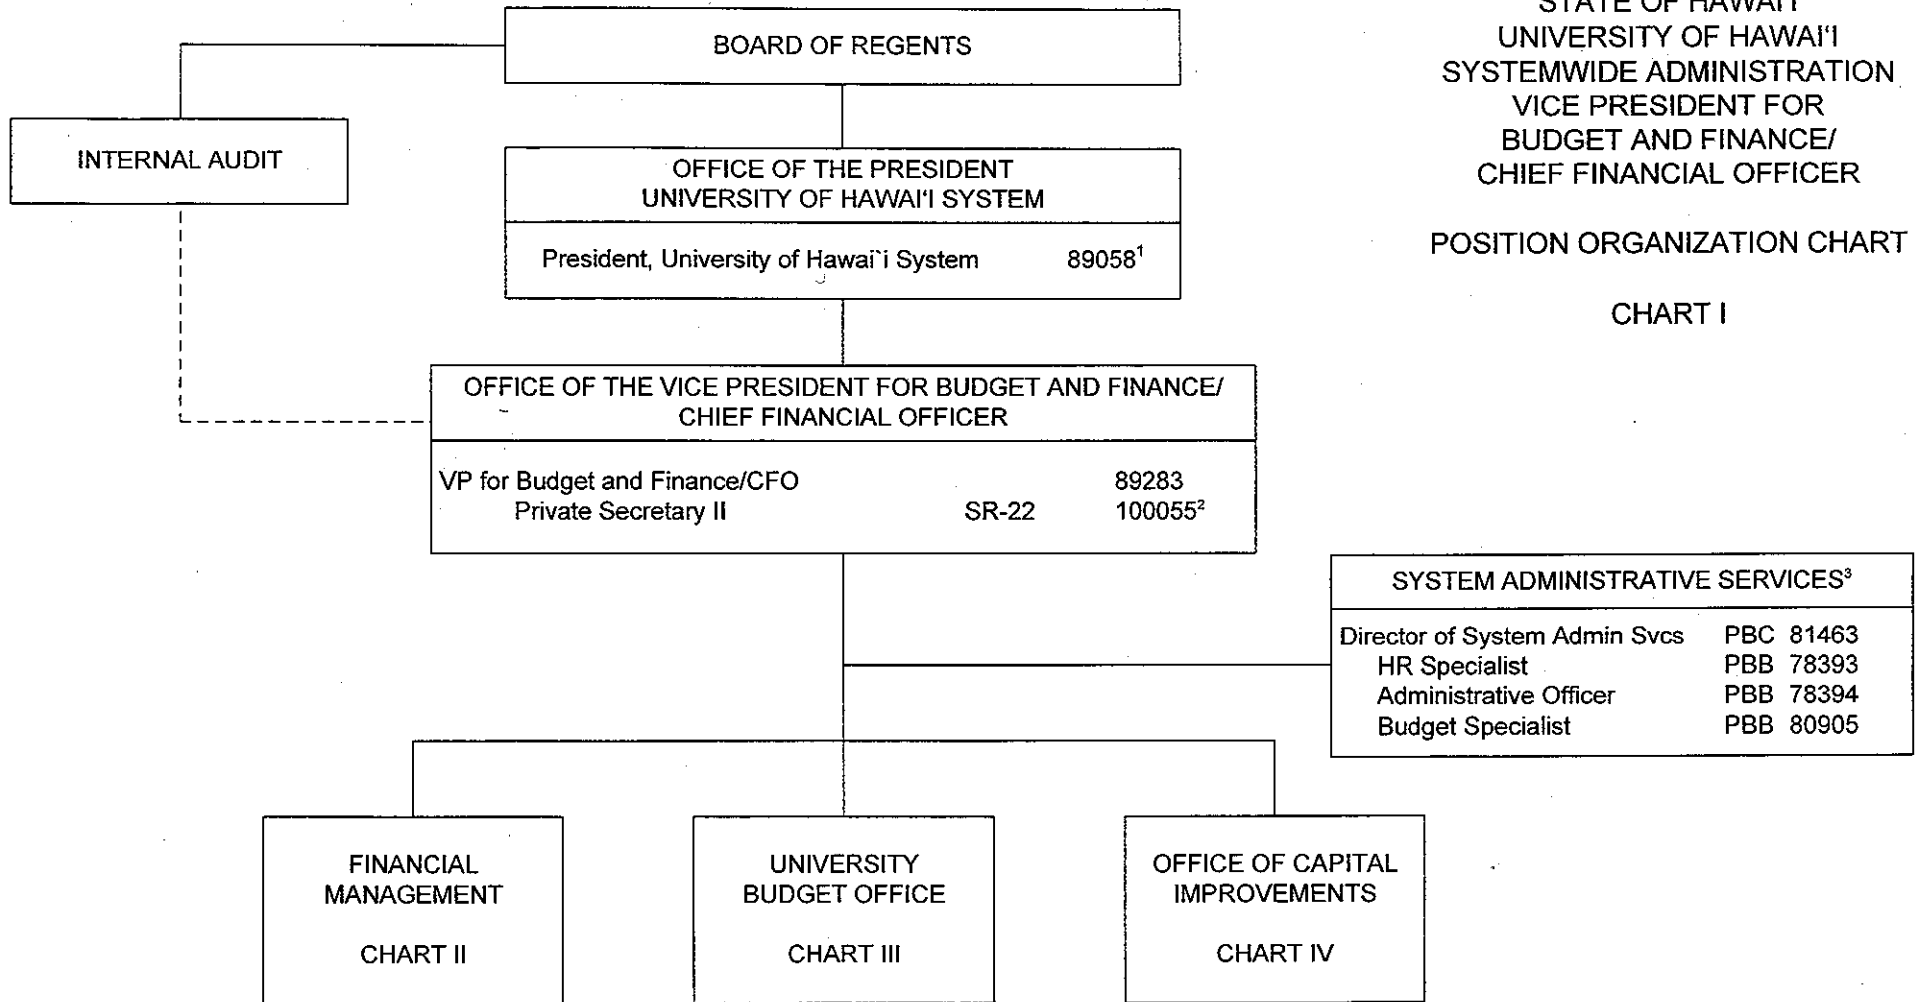 STATE OF HAWAI‘I
UNIVERSITY OF HAWAI‘I
SYSTEMWIDE ADMINISTRATION
VICE PRESIDENT FOR
BUDGET AND FINANCE/
CHIEF FINANCIAL OFFICER
POSITION ORGANIZATION CHART
CHART I
BOARD OF REGENTS
INTERNAL AUDIT
OFFICE OF THE PRESIDENT
UNIVERSITY OF HAWAI‘I SYSTEM
President, University of Hawai`i System 89058¹
OFFICE OF THE VICE PRESIDENT FOR BUDGET AND FINANCE/
CHIEF FINANCIAL OFFICER
VP for Budget and Finance/CFO 89283
Private Secretary II SR-22 100055²
SYSTEM ADMINISTRATIVE SERVICES³
Director of System Admin Svcs PBC 81463
HR Specialist PBB 78393
Administrative Officer PBB 78394
Budget Specialist PBB 80905
FINANCIAL
MANAGEMENT
CHART II
UNIVERSITY
BUDGET OFFICE
CHART III
OFFICE OF CAPITAL
IMPROVEMENTS
CHART IV